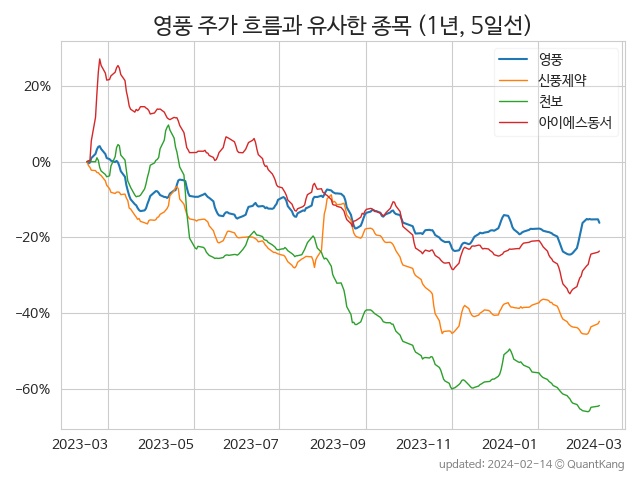 영풍 주가 흐름과 유사한 종목 (1년, 5일선)
영풍
신풍제약
천보
아이에스동서
20%
0%
−20%
−40%
−60%
2023-03 2023-05 2023-07 2023-09 2023-11 2024-01 2024-03
updated: 2024-02-14 © QuantKang